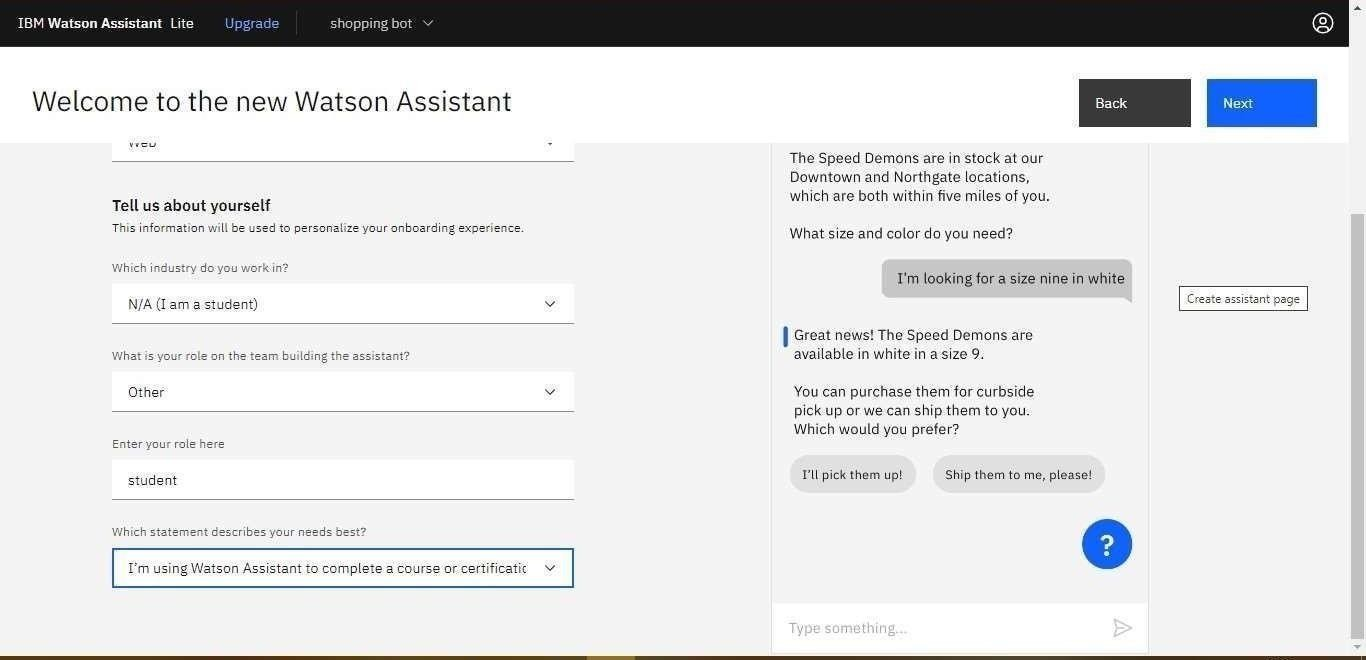 IBM Watson Assistant Lite Upgrade shopping bot
Welcome to the new Watson Assistant
Back
Next
Web
Tell us about yourself
This information will be used to personalize your onboarding experience.
Which industry do you work in?
N/A (I am a student)
What is your role on the team building the assistant?
Other
Enter your role here
student
Which statement describes your needs best?
I'm using Watson Assistant to complete a course or certificatic
The Speed Demons are in stock at our
Downtown and Northgate locations,
which are both within five miles of you.
What size and color do you need?
I'm looking for a size nine in white
Great news! The Speed Demons are
available in white in a size 9.
You can purchase them for curbside
pick up or we can ship them to you.
Which would you prefer?
I'll pick them up!
Ship them to me, please!
?
Type something...
Create assistant page